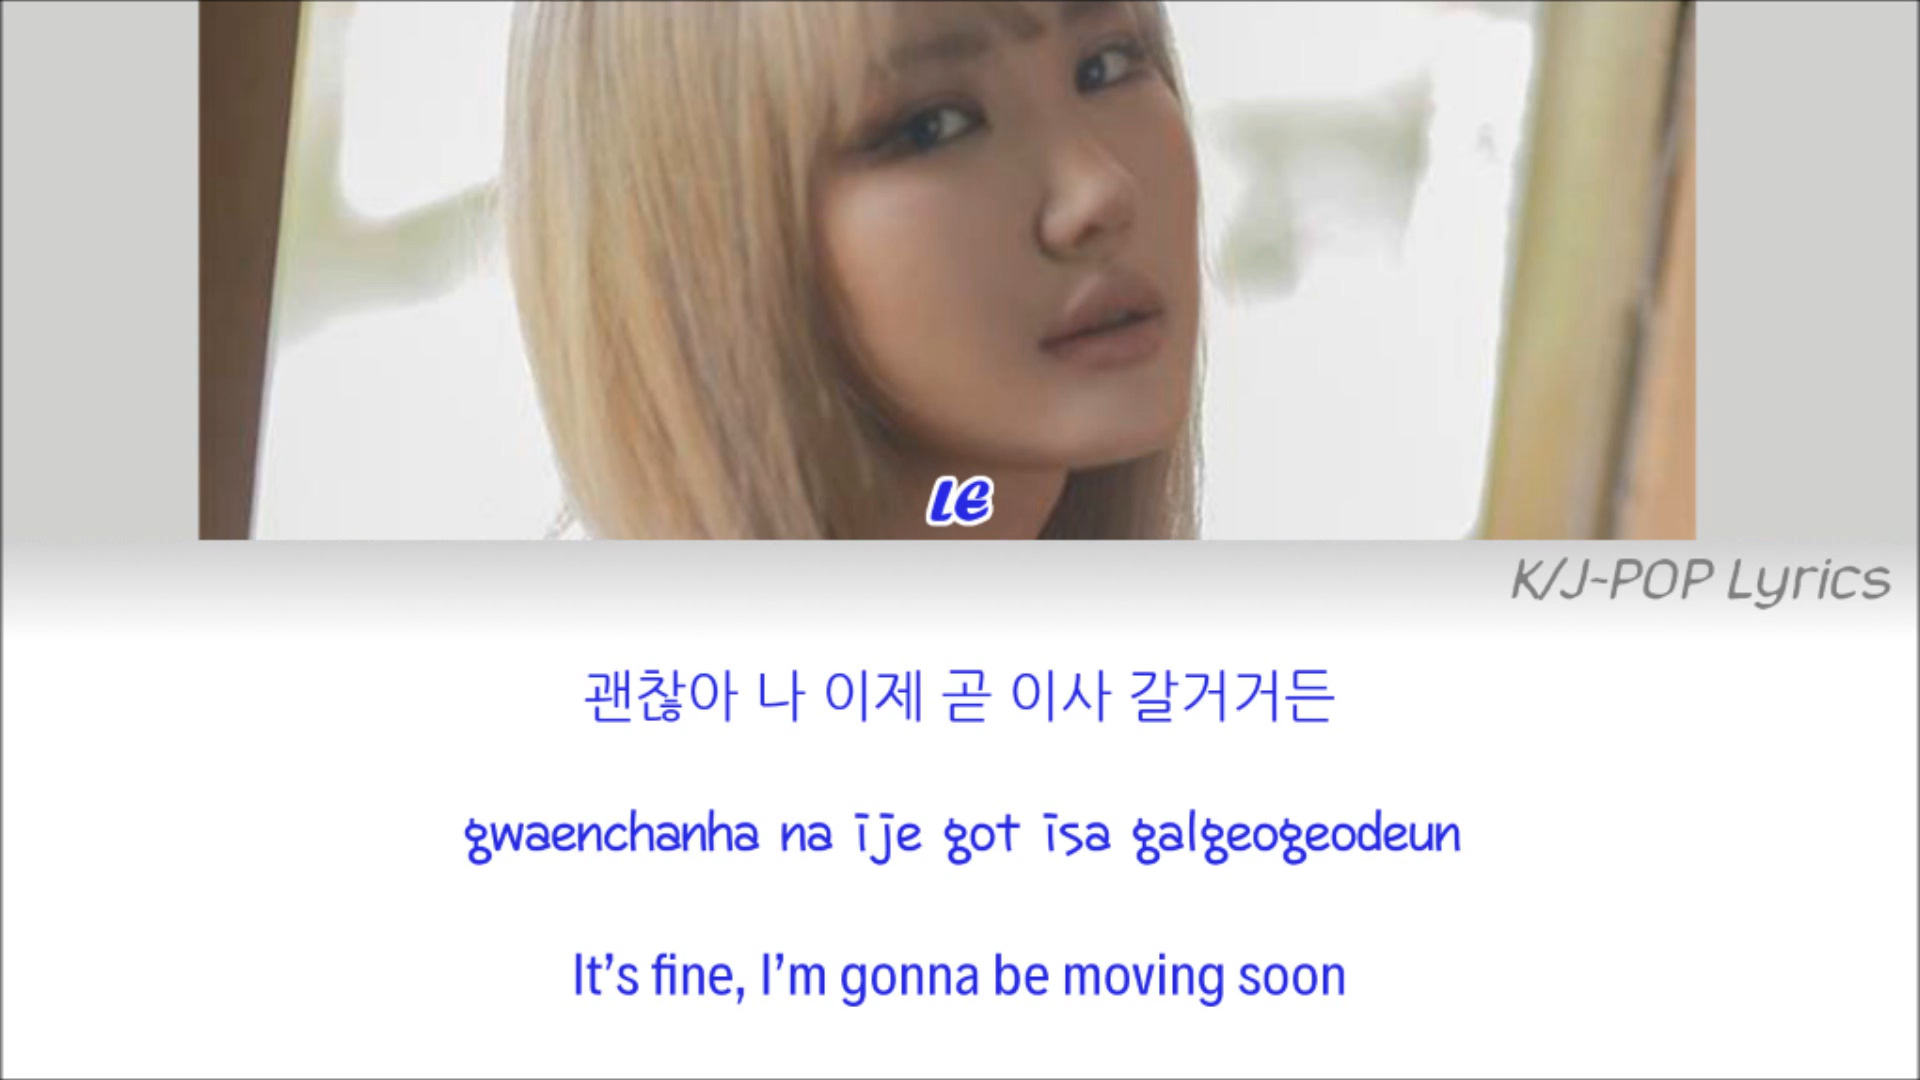 LE
K/J-POP Lyrics
괜찮아 나 이제 곧 이사 갈거거든
gwaenchanha na ije got isa galgeogeodeun
It's fine, I'm gonna be moving soon